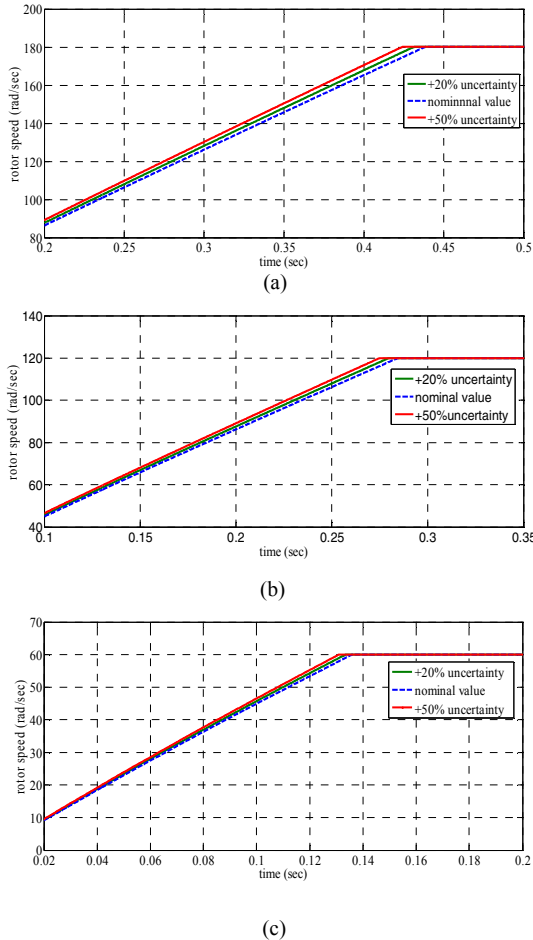 180
160
140
120
100
80
rotor speed (rad/sec)
+20% uncertainty
nominnnal value
+50% uncertainty
0.2 0.25 0.3 0.35 0.4 0.45 0.5
time (sec)
(a)
140
120
100
80
60
40
rotor speed (rad/sec)
+20% uncertainty
nominal value
+50%uncertainty
0.1 0.15 0.2 0.25 0.3 0.35
time (sec)
(b)
70
60
50
40
30
20
10
0
rotor speed (rad/sec)
+20% uncertainty
nominal value
+50% uncertainty
0.02 0.04 0.06 0.08 0.1 0.12 0.14 0.16 0.18 0.2
time (sec)
(c)